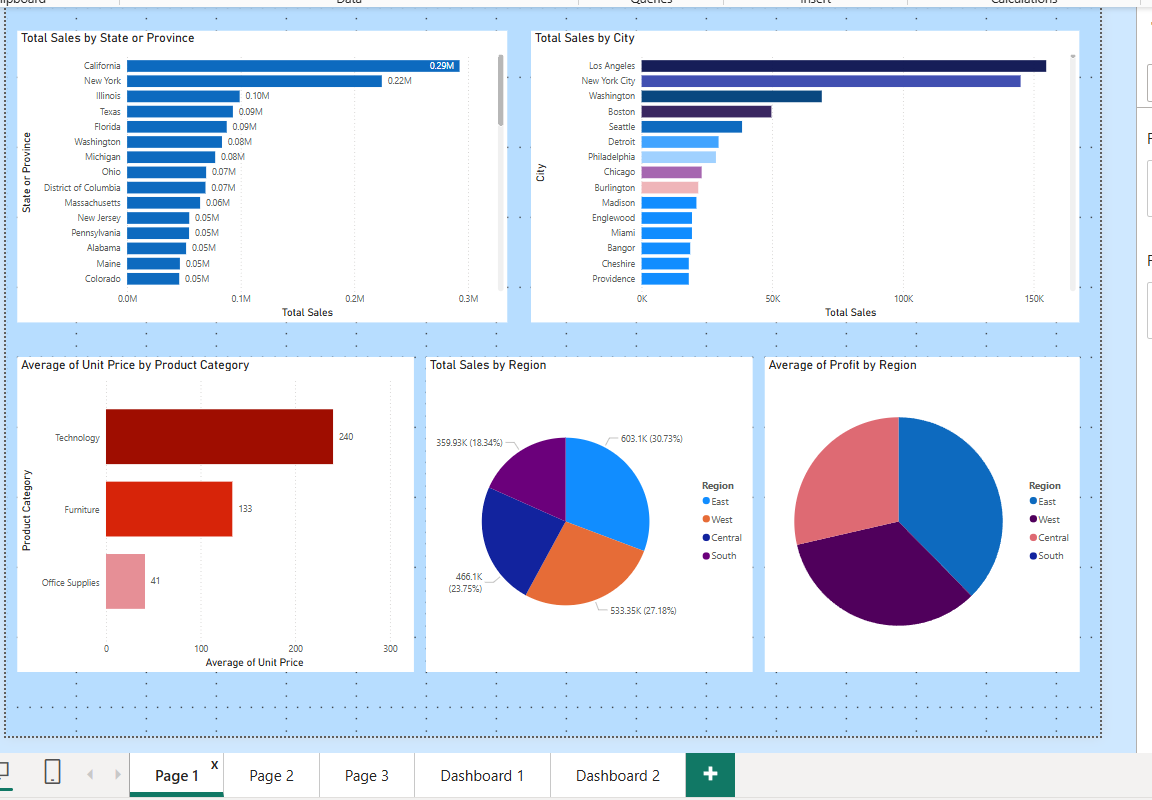 Total Sales by State or Province
State or Province
California 0.29M
New York 0.22M
Illinois 0.10M
Texas 0.09M
Florida 0.09M
Washington 0.08M
Michigan 0.08M
Ohio 0.07M
District of Columbia 0.07M
Massachusetts 0.06M
New Jersey 0.05M
Pennsylvania 0.05M
Alabama 0.05M
Maine 0.05M
Colorado 0.05M
0.0M 0.1M 0.2M 0.3M
Total Sales
Total Sales by City
City
Los Angeles
New York City
Washington
Boston
Seattle
Detroit
Philadelphia
Chicago
Burlington
Madison
Englewood
Miami
Bangor
Cheshire
Providence
0K 50K 100K 150K
Total Sales
Average of Unit Price by Product Category
Product Category
Technology 240
Furniture 133
Office Supplies 41
0 100 200 300
Average of Unit Price
Total Sales by Region
359.93K (18.34%)
603.1K (30.73%)
466.1K
(23.75%)
533.35K (27.18%)
Region
East
West
Central
South
Average of Profit by Region
Region
East
West
Central
South
Page 1 x
Page 2
Page 3
Dashboard 1
Dashboard 2
+